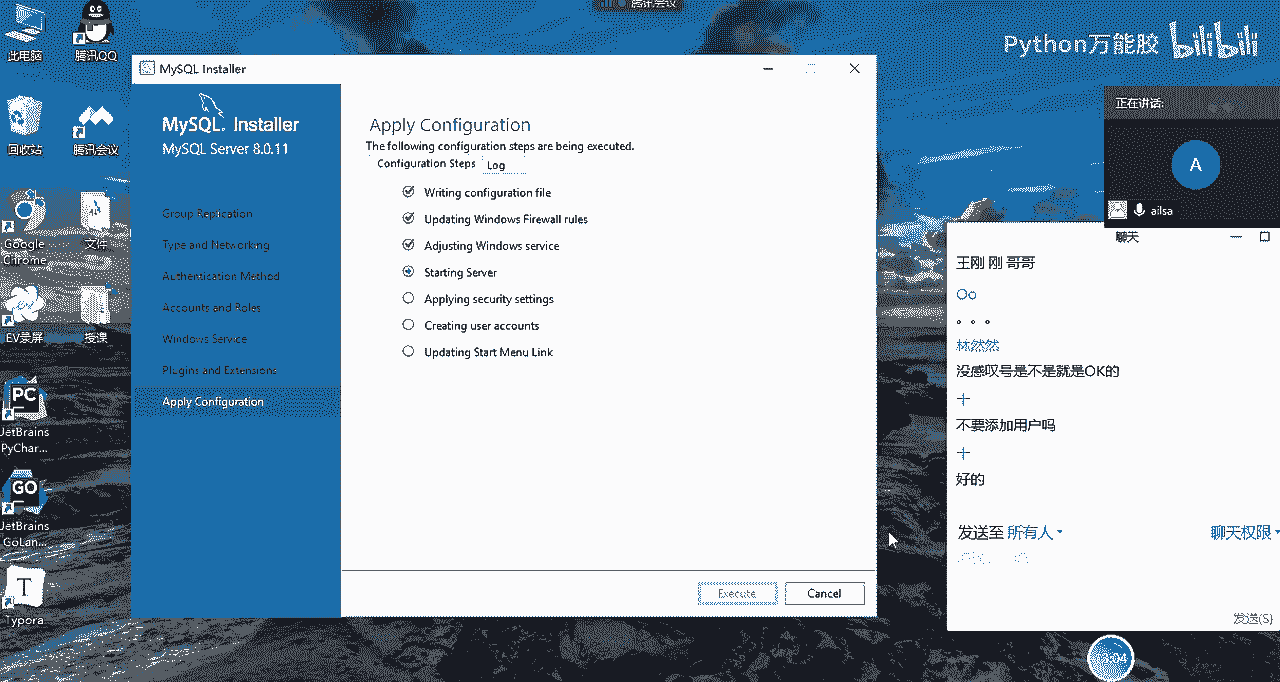 腾讯会议
此电脑
腾讯QQ
回收站
腾讯会议
Google
Chrome
文件
EV录屏
授课
JetBrains
PyChar...
JetBrains
GoLan...
Typora
MySQL Installer
MySQL. Installer
MySQL Server 8.0.11
Group Replication
Type and Networking
Authentication Method
Accounts and Roles
Windows Service
Plugins and Extensions
Apply Configuration
Apply Configuration
The following configuration steps are being executed.
Configuration Steps
Log
Writing configuration file
Updating Windows Firewall rules
Adjusting Windows service
Starting Server
Applying security settings
Creating user accounts
Updating Start Menu Link
Execute
Cancel
Python万能胶 bilibili
正在讲话:
A
ailsa
聊天
王刚 刚 哥哥
Oo
。。。
林然然
没感叹号是不是就是OK的
十
不要添加用户吗
十
好的
发送至 所有人
聊天权限
发送(S)